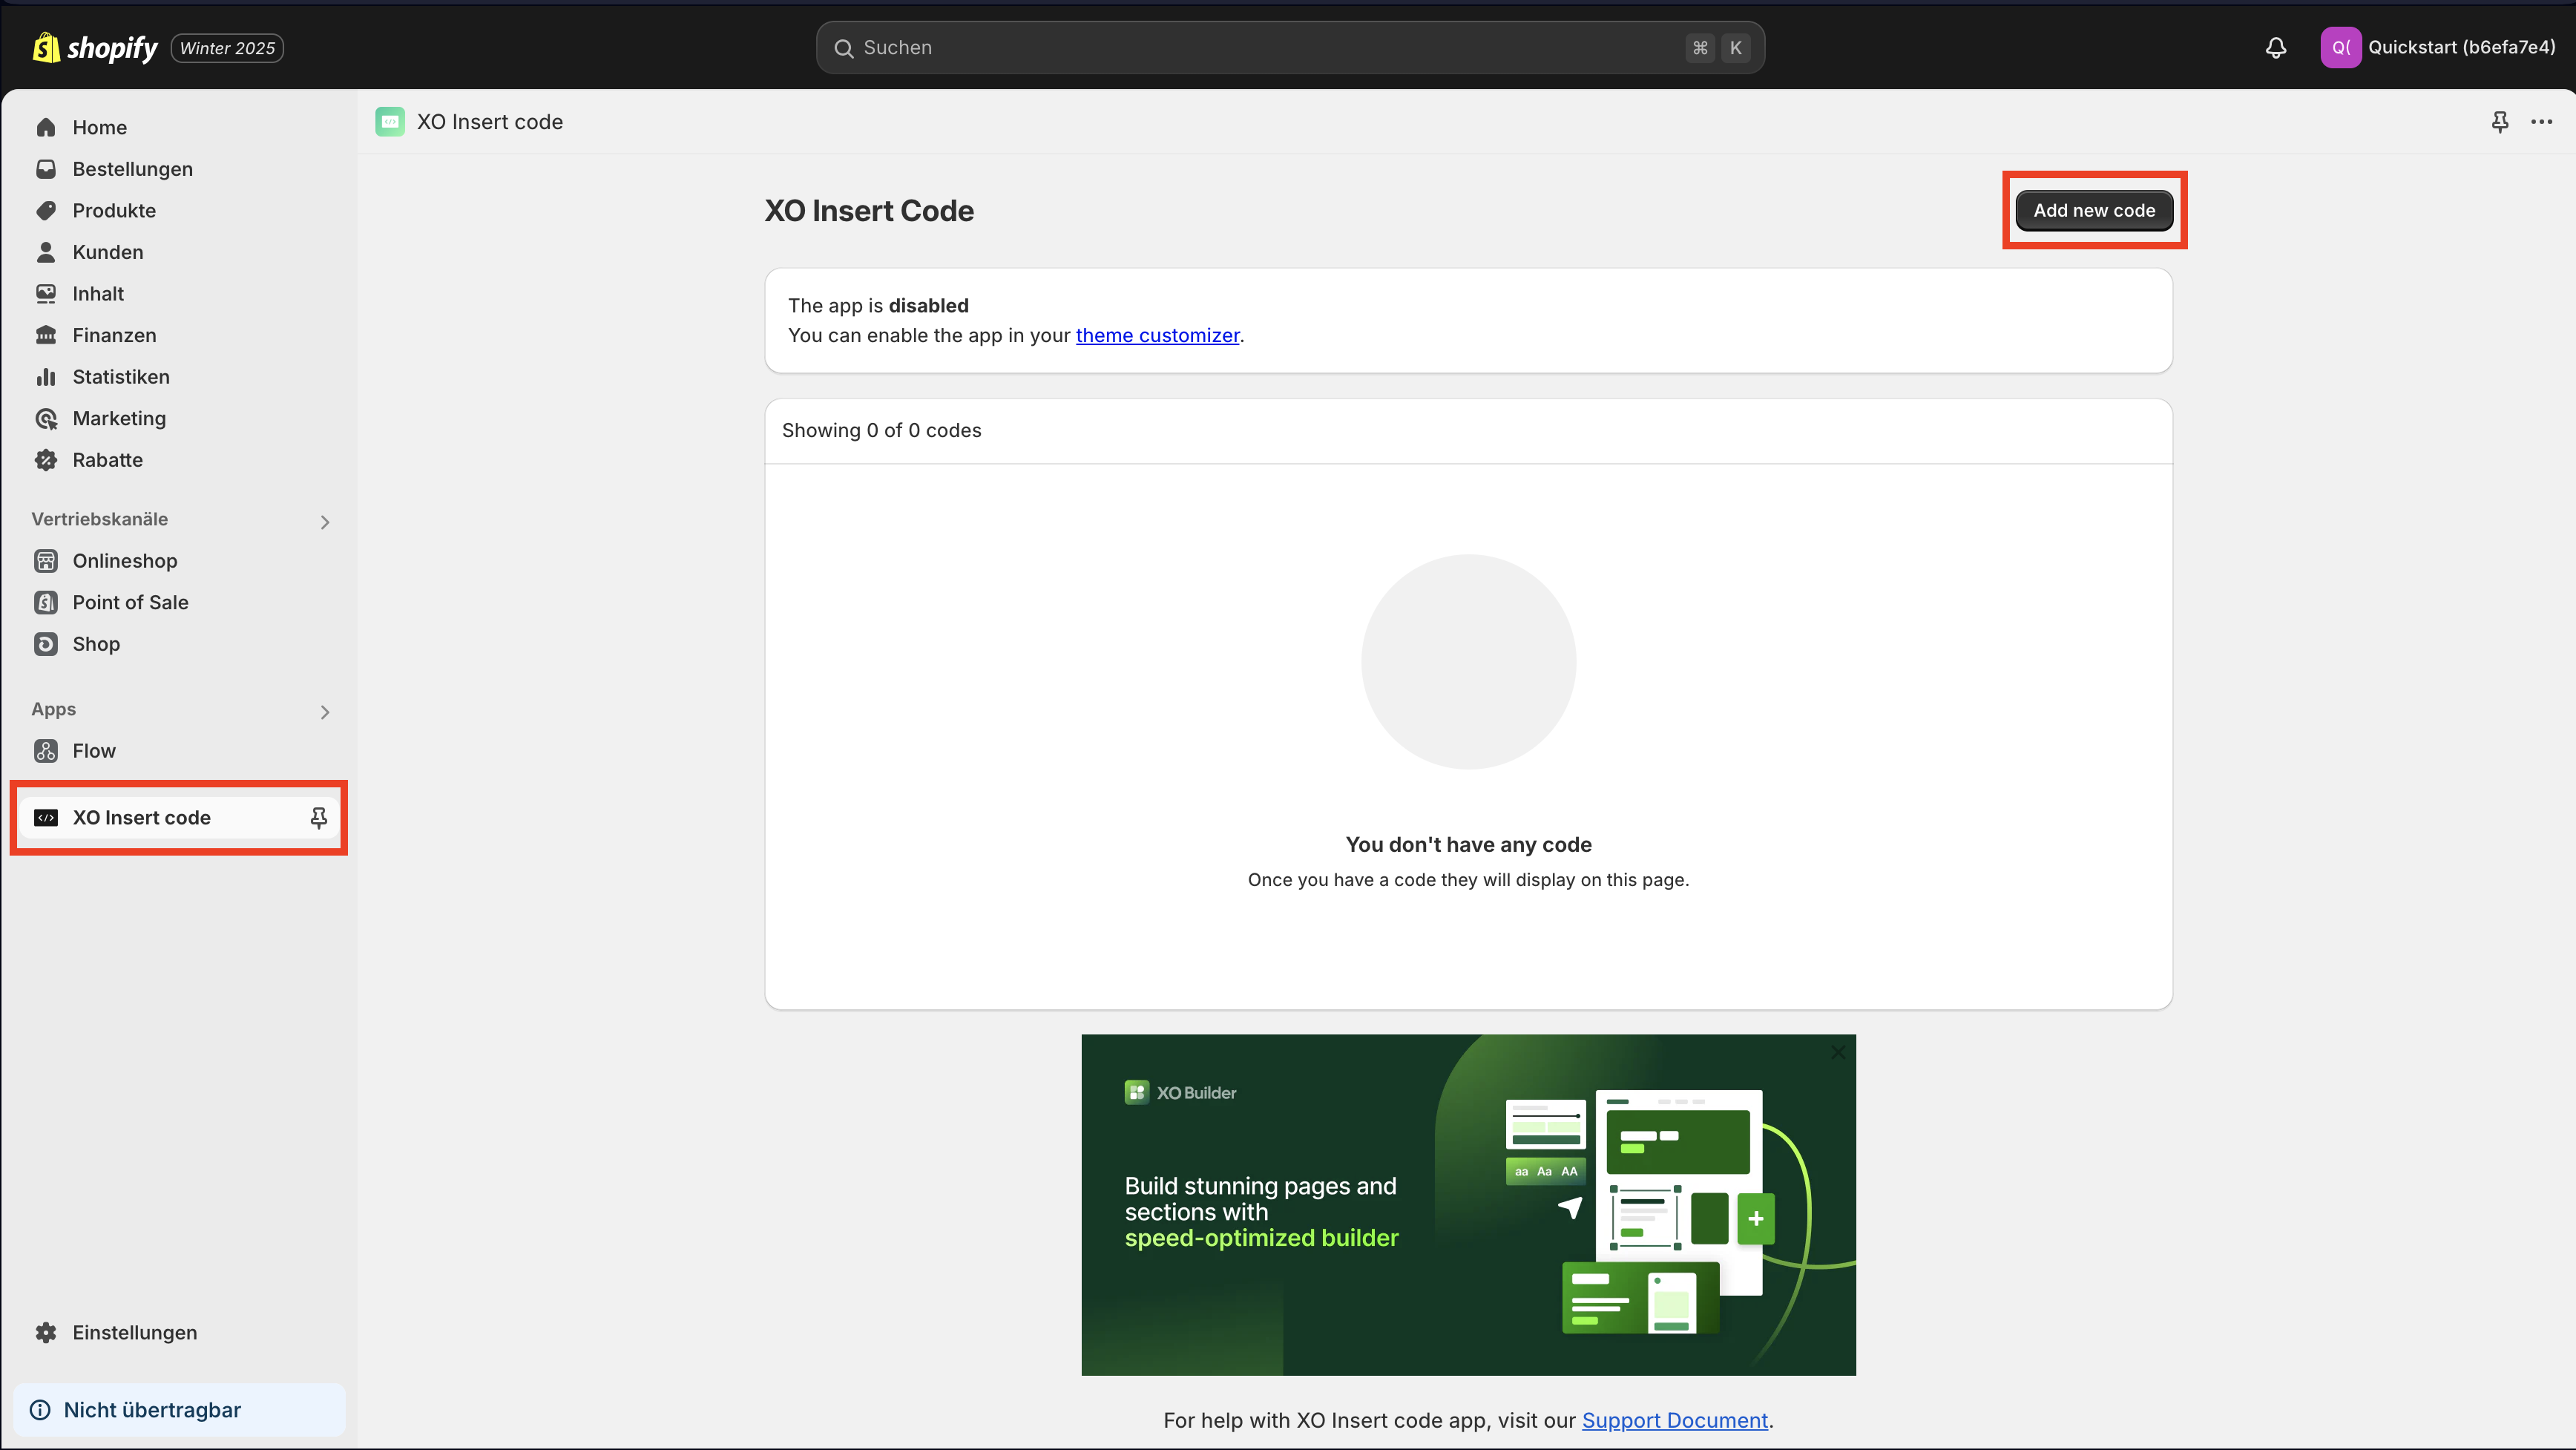 shopify Winter 2025
Suchen ⌘ K
Q( Quickstart (b6efa7e4)
Home
Bestellungen
Produkte
Kunden
Inhalt
Finanzen
Statistiken
Marketing
Rabatte
Vertriebskanäle
Onlineshop
Point of Sale
Shop
Apps
Flow
XO Insert code
Einstellungen
Nicht übertragbar
XO Insert code
XO Insert Code
Add new code
The app is disabled
You can enable the app in your theme customizer.
Showing 0 of 0 codes
You don't have any code
Once you have a code they will display on this page.
XO Builder
Build stunning pages and
sections with
speed-optimized builder
aa Aa AA
For help with XO Insert code app, visit our Support Document.